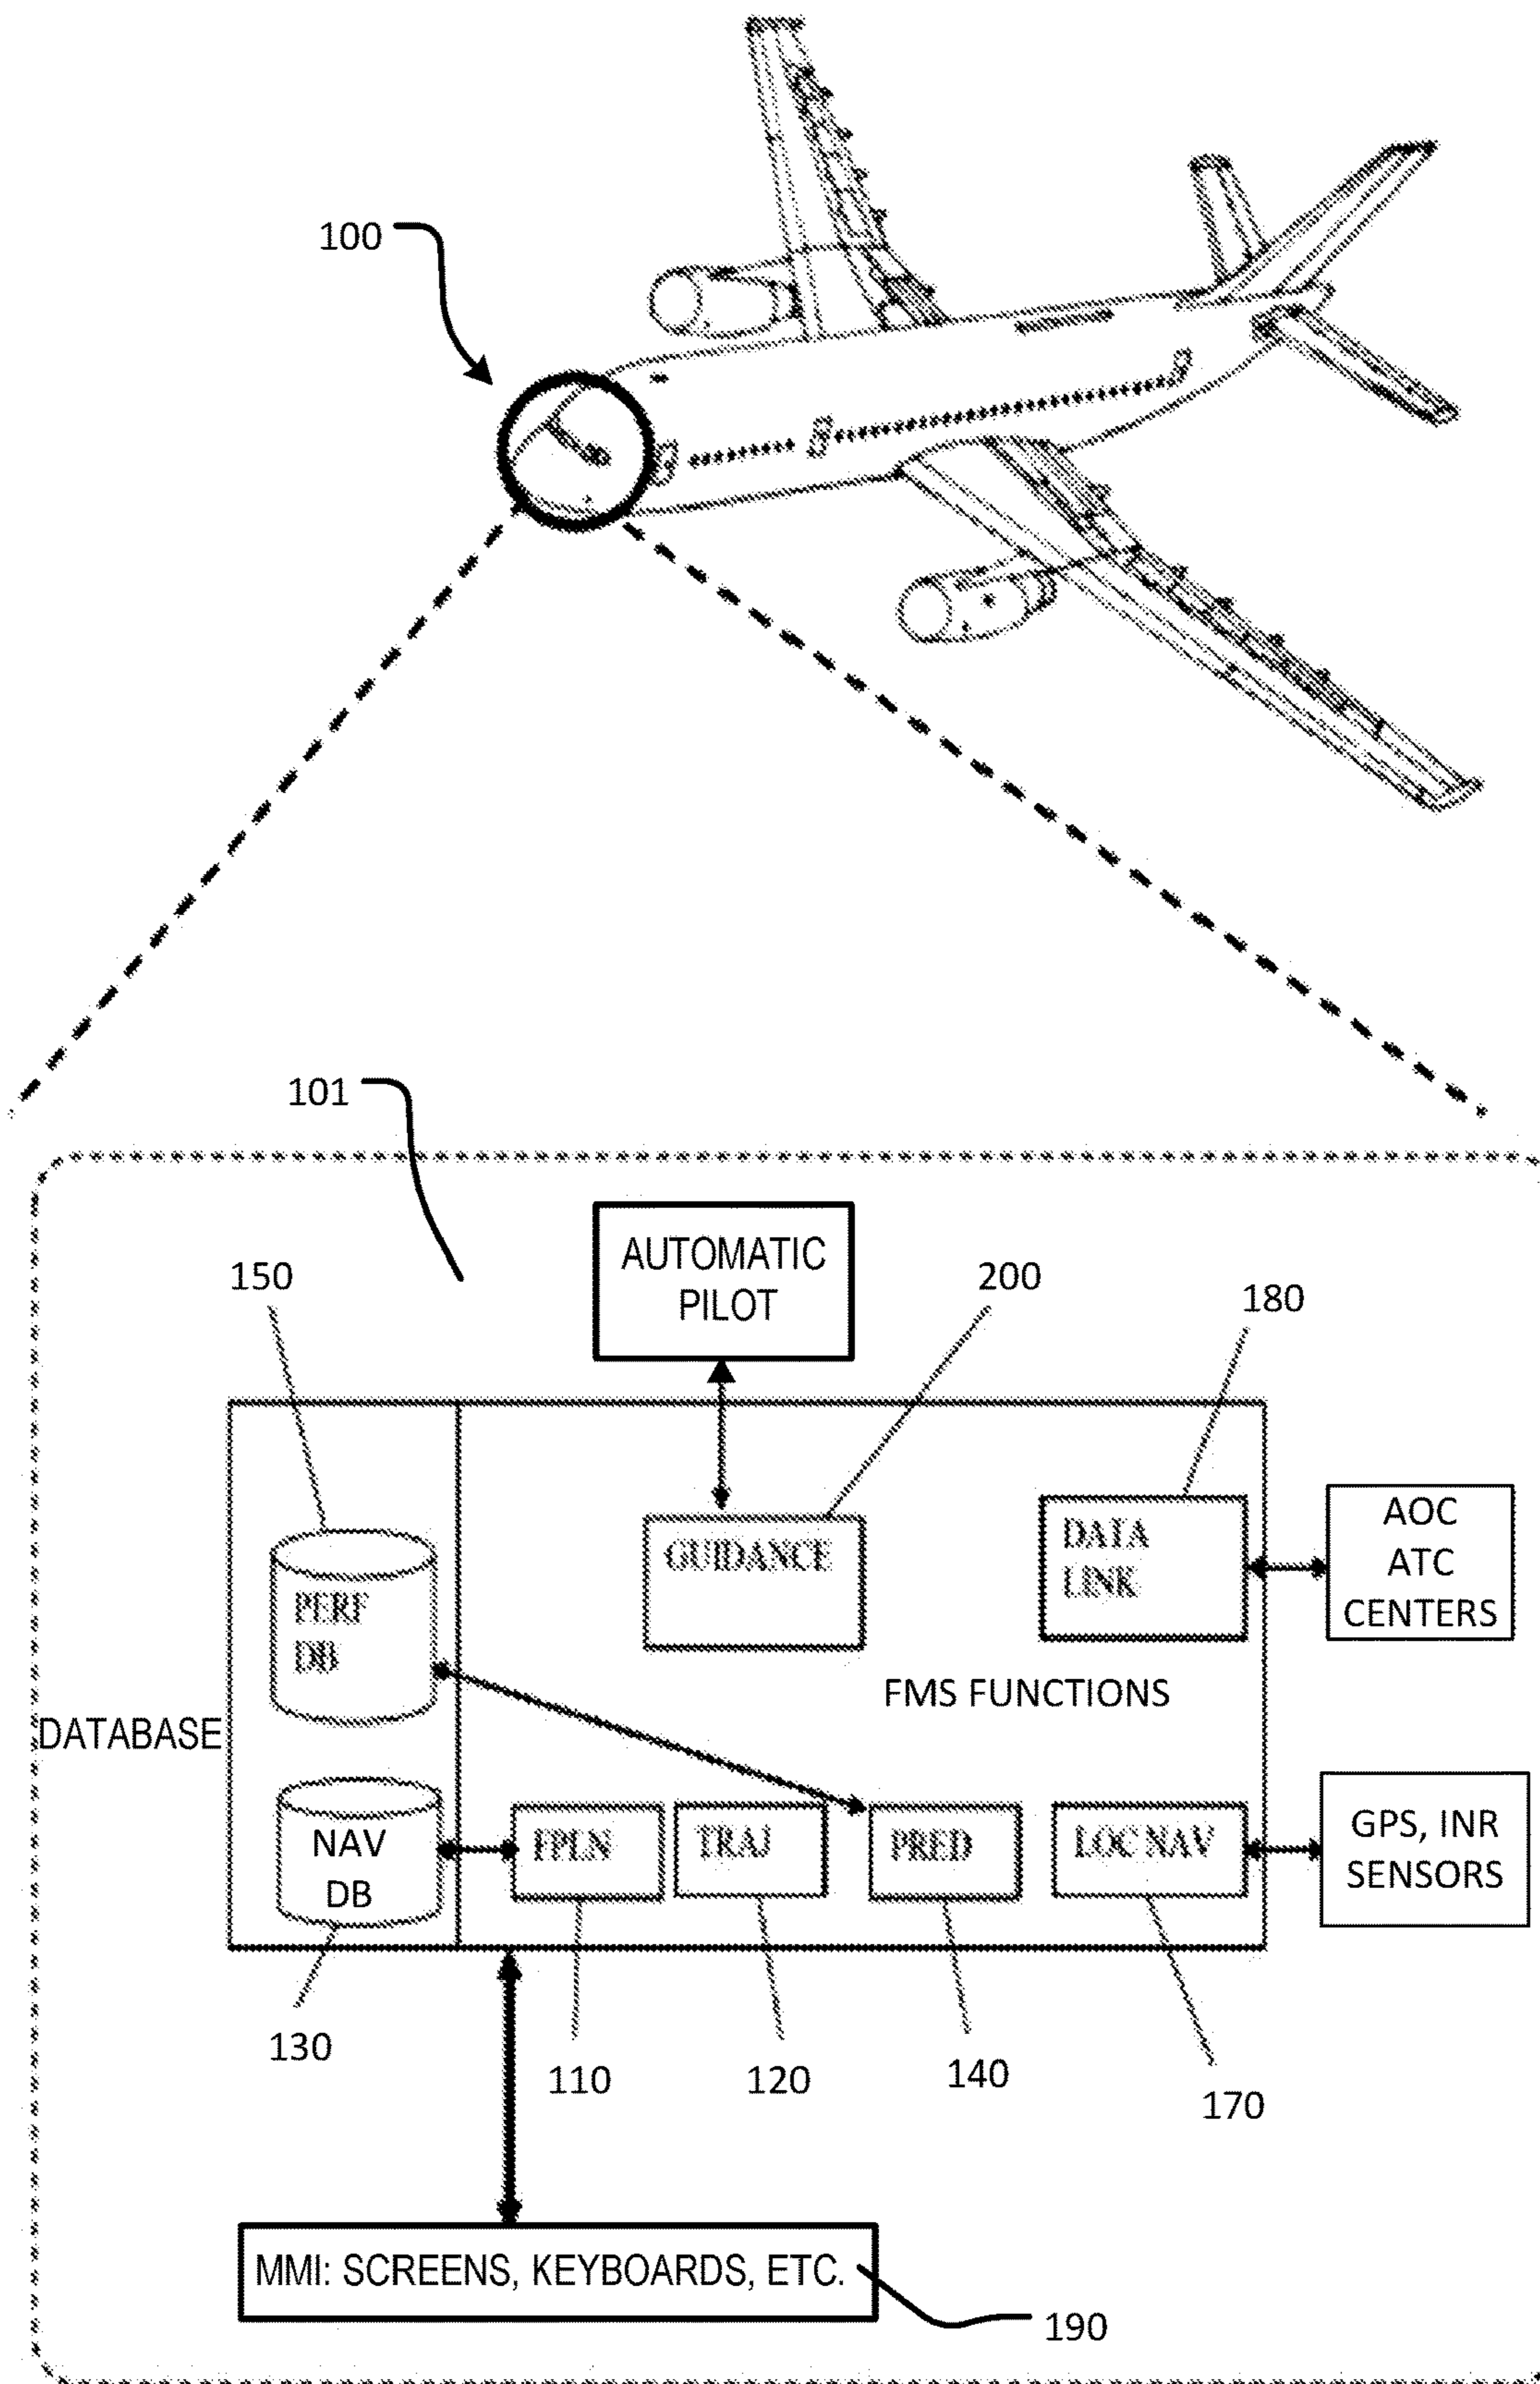 100
101
AUTOMATIC
PILOT
150
200
180
GUIDANCE
DATA
LINK
AOC
ATC
CENTERS
PERF
DB
FMS FUNCTIONS
DATABASE
NAV
DB
FPLN
TRAJ
PRED
LOC NAV
GPS, INR
SENSORS
130
110
120
140
170
MMI: SCREENS, KEYBOARDS, ETC.
190